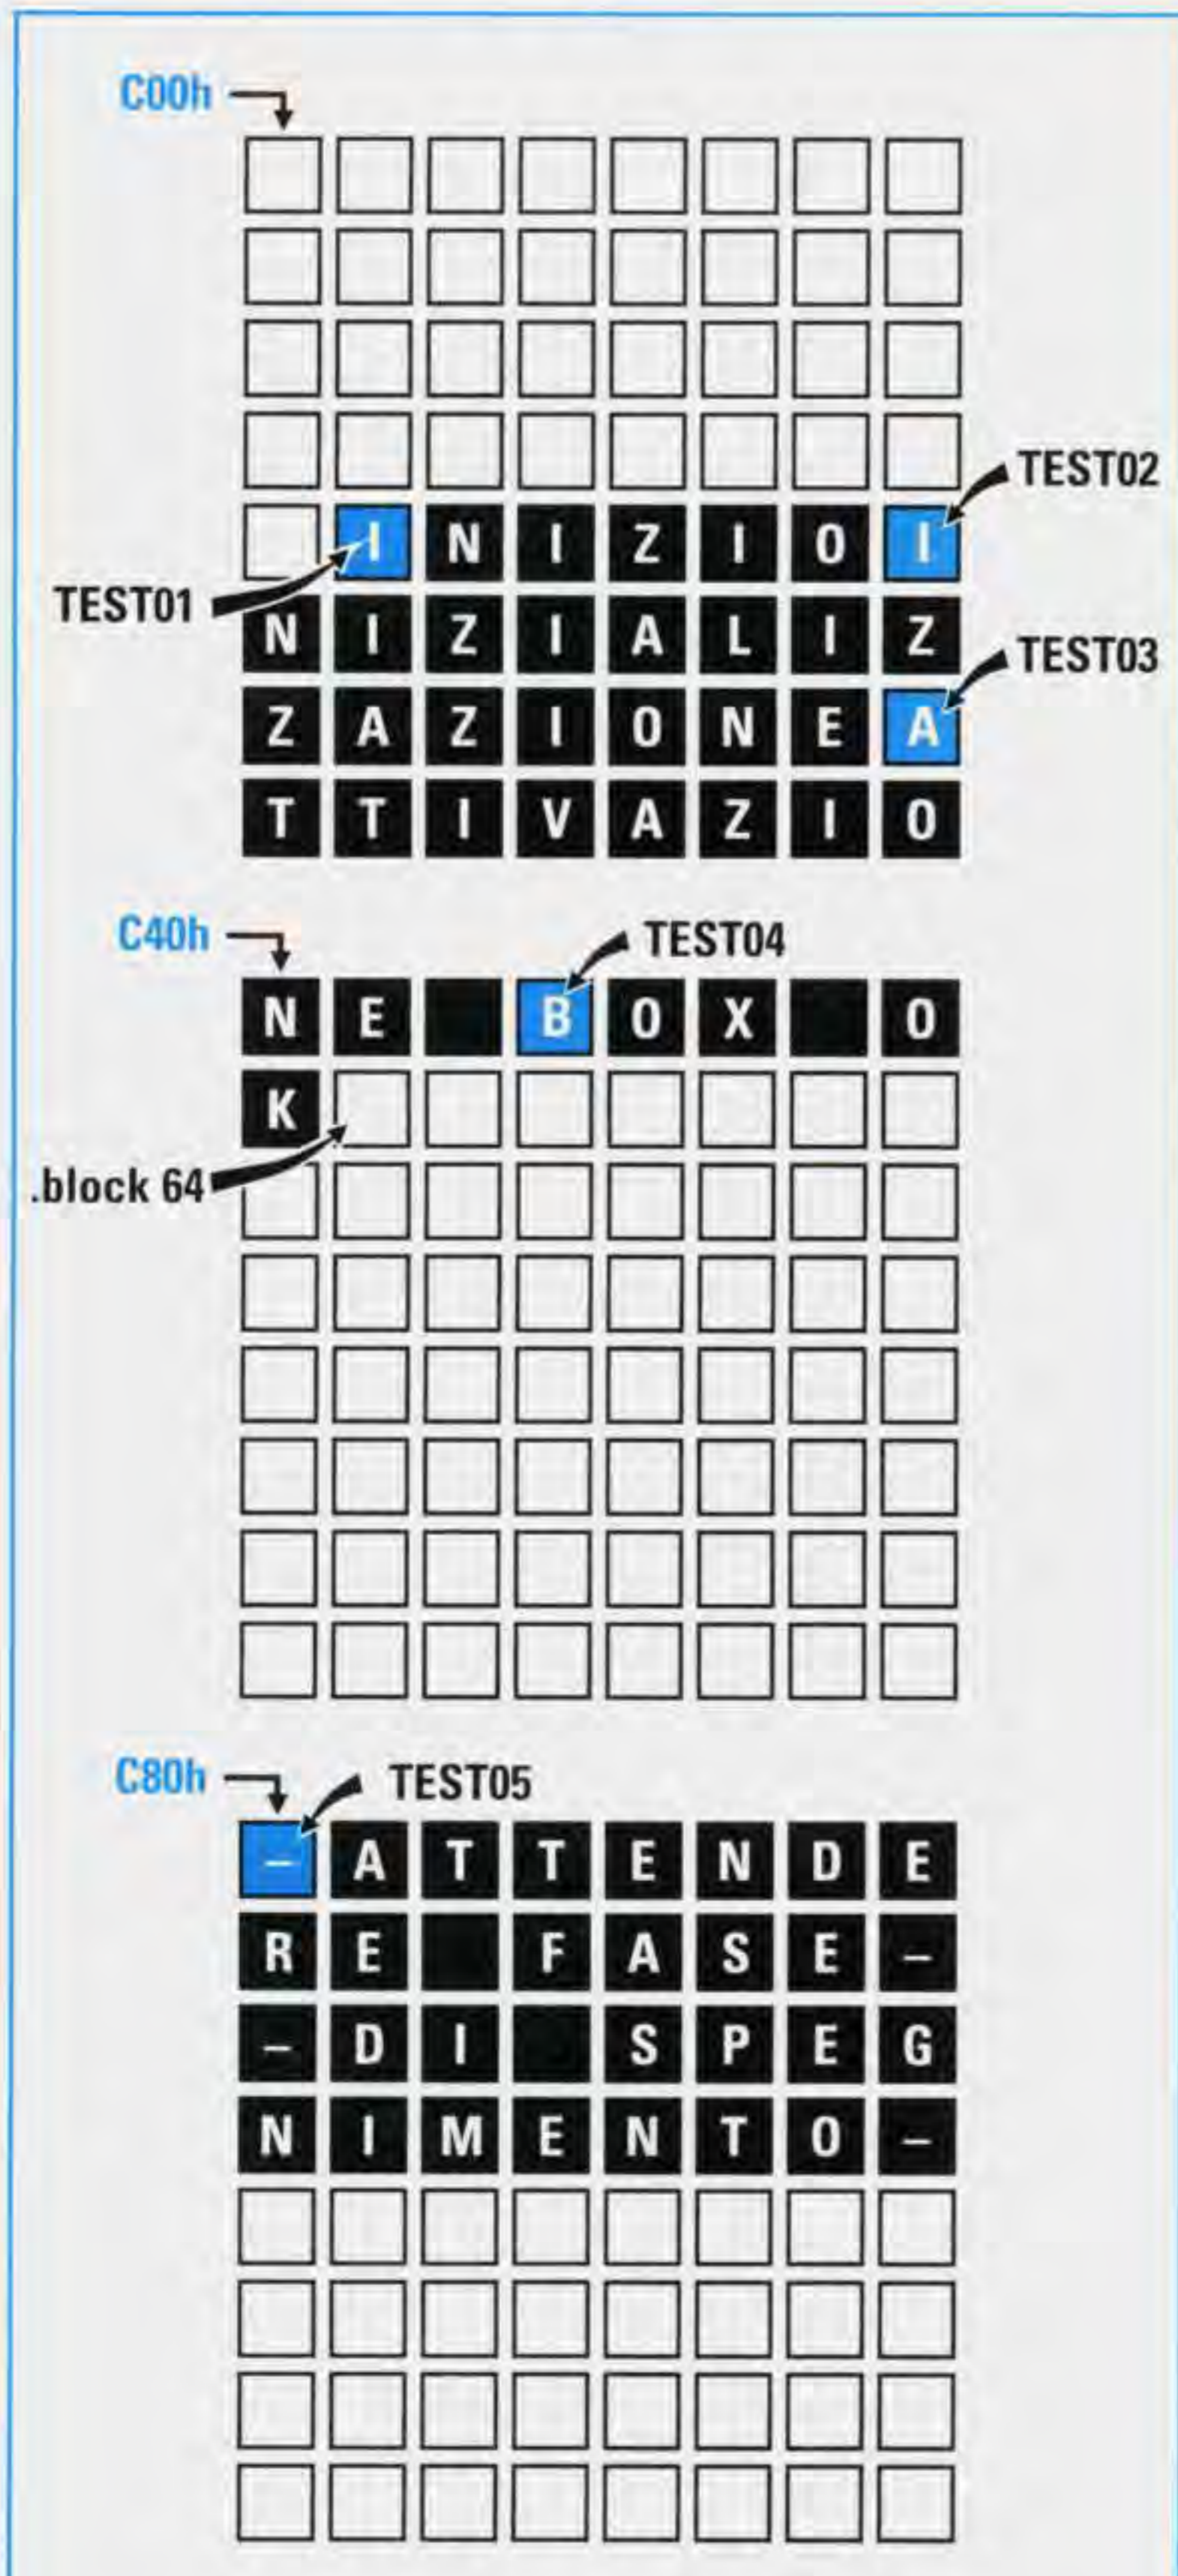 C00h
TEST02
I N I Z I O I
TEST01
N I Z I A L I Z
TEST03
Z A Z I O N E A
T T I V A Z I O
C40h
TEST04
N E B O X O
K
.block 64
C80h
TEST05
– A T T E N D E
R E F A S E –
– D I S P E G
N I M E N T O –